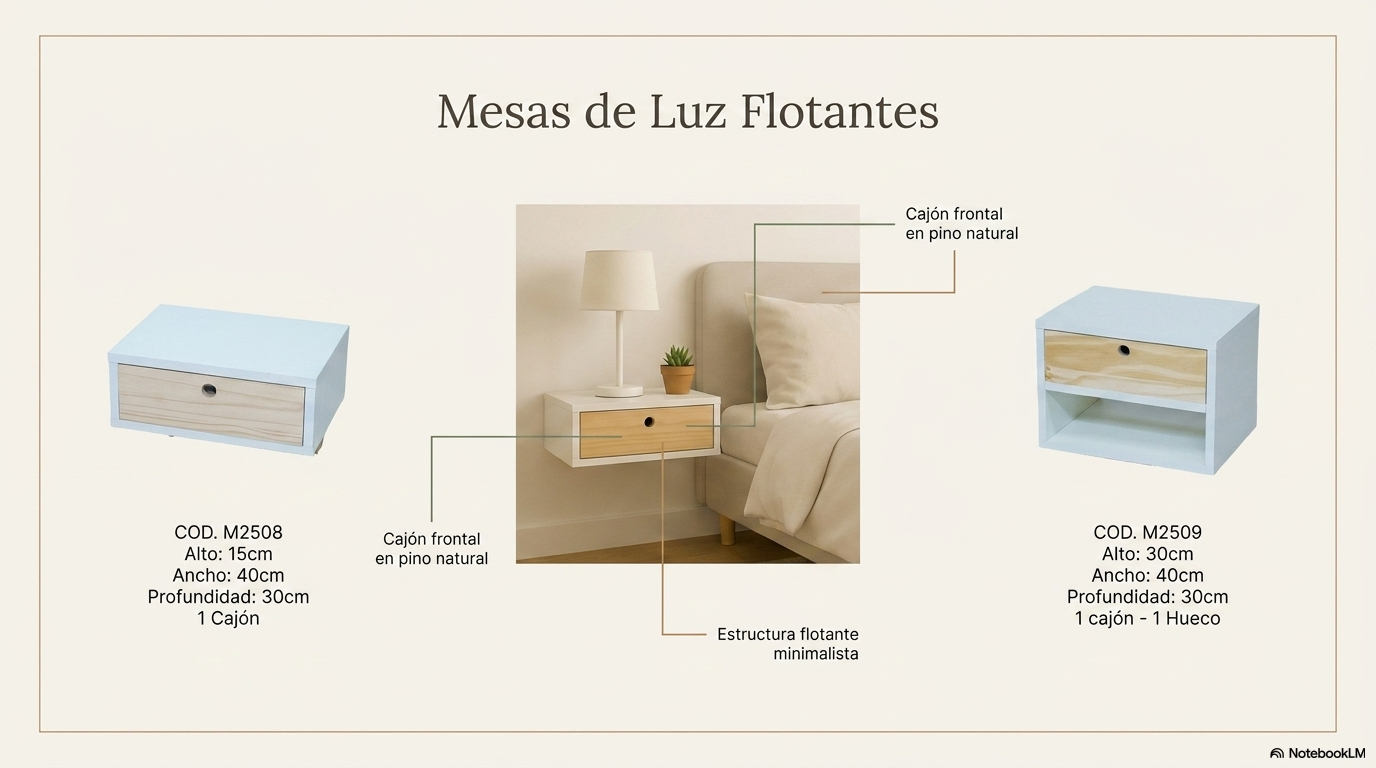 Mesas de Luz Flotantes
Cajón frontal
en pino natural
COD. M2508
Alto: 15cm
Ancho: 40cm
Profundidad: 30cm
1 Cajón
Cajón frontal
en pino natural
Estructura flotante
minimalista
COD. M2509
Alto: 30cm
Ancho: 40cm
Profundidad: 30cm
1 cajón - 1 Hueco
NotebookLM